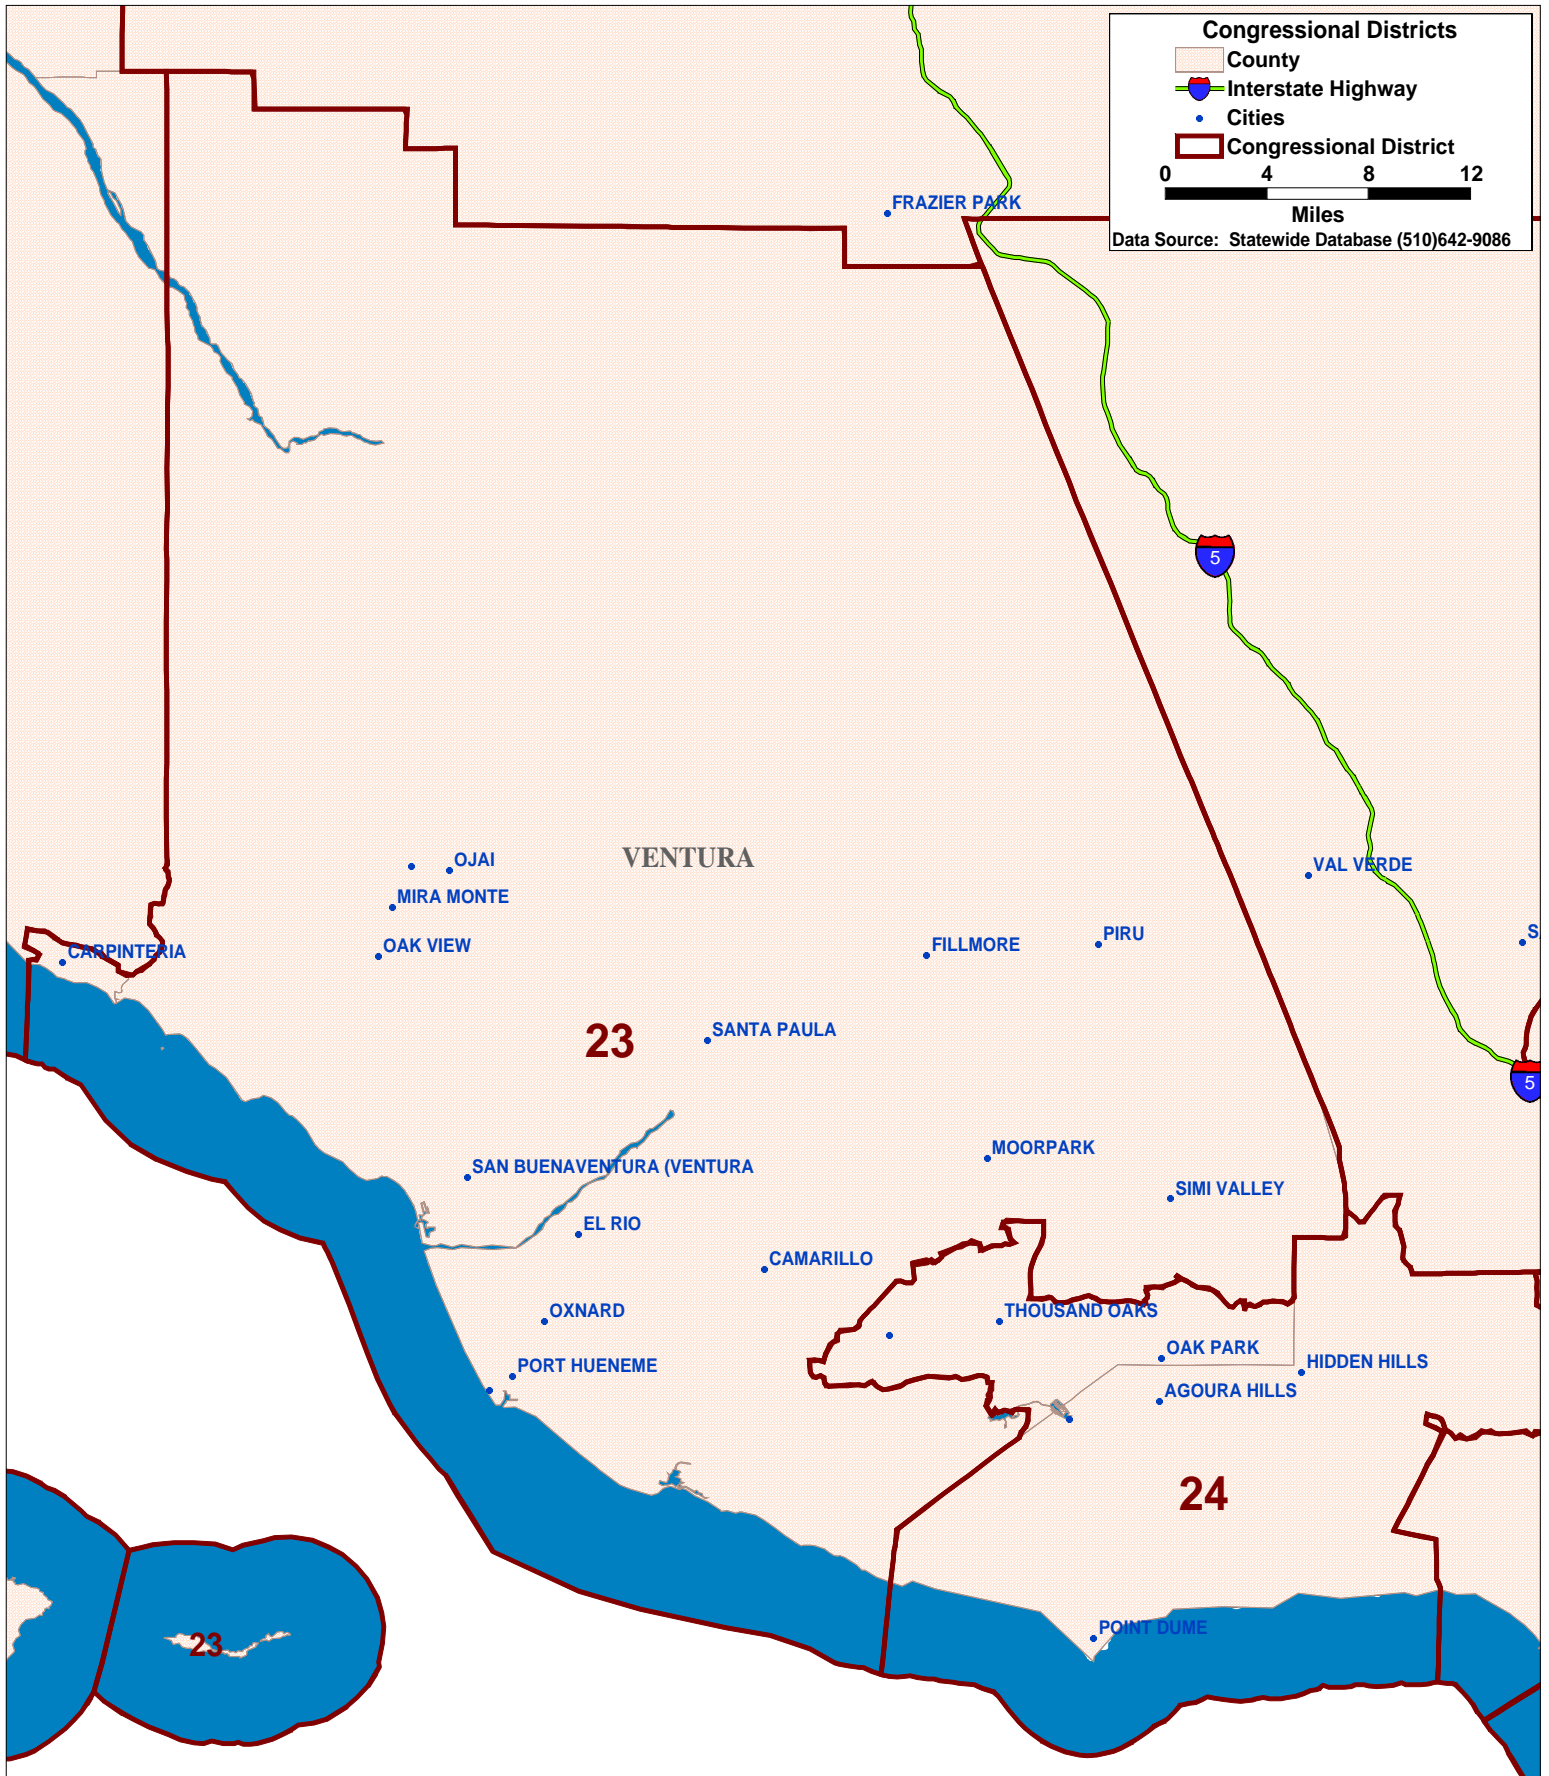 Congressional Districts
County
Interstate Highway
Cities
Congressional District
0 4 8 12
Miles
Data Source: Statewide Database (510)642-9086
FRAZIER PARK
5
OJAI
VENTURA
VAL VERDE
MIRA MONTE
PIRU
OAK VIEW
FILLMORE
CARPINTERIA
SANTA PAULA
23
5
MOORPARK
SAN BUENAVENTURA (VENTURA
SIMI VALLEY
EL RIO
CAMARILLO
OXNARD
THOUSAND OAKS
OAK PARK
PORT HUENEME
HIDDEN HILLS
AGOURA HILLS
24
POINT DUME
23